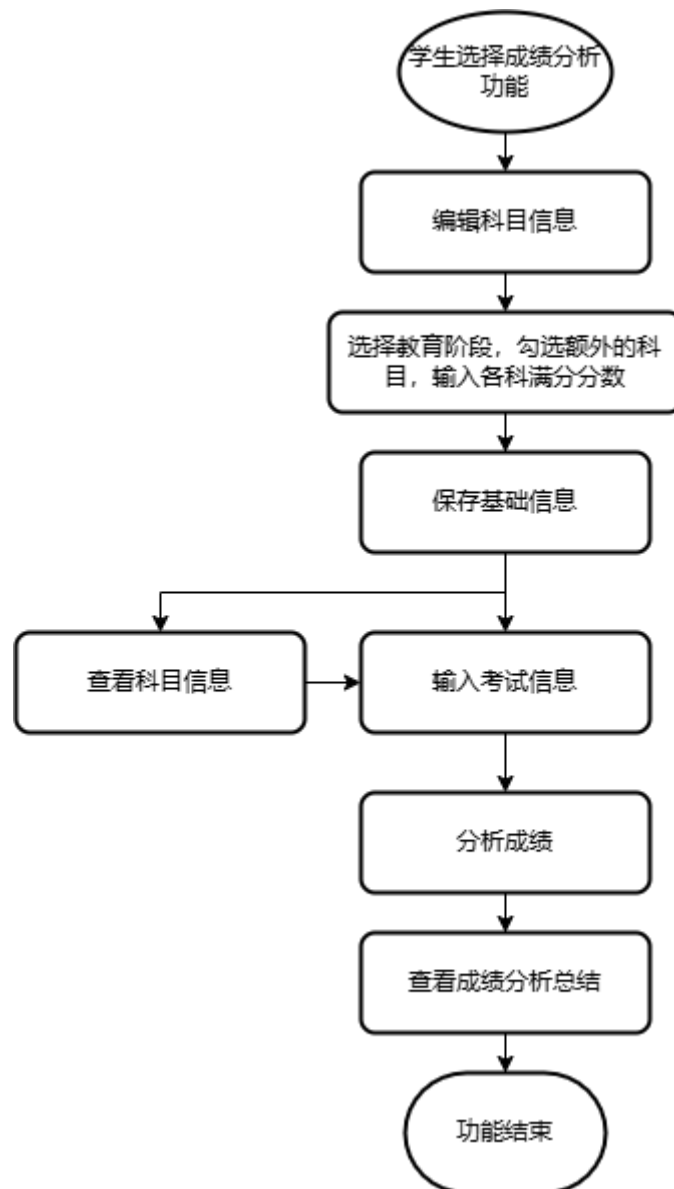 学生选择成绩分析
功能
编辑科目信息
选择教育阶段，勾选额外的科
目，输入各科满分分数
保存基础信息
查看科目信息
输入考试信息
分析成绩
查看成绩分析总结
功能结束